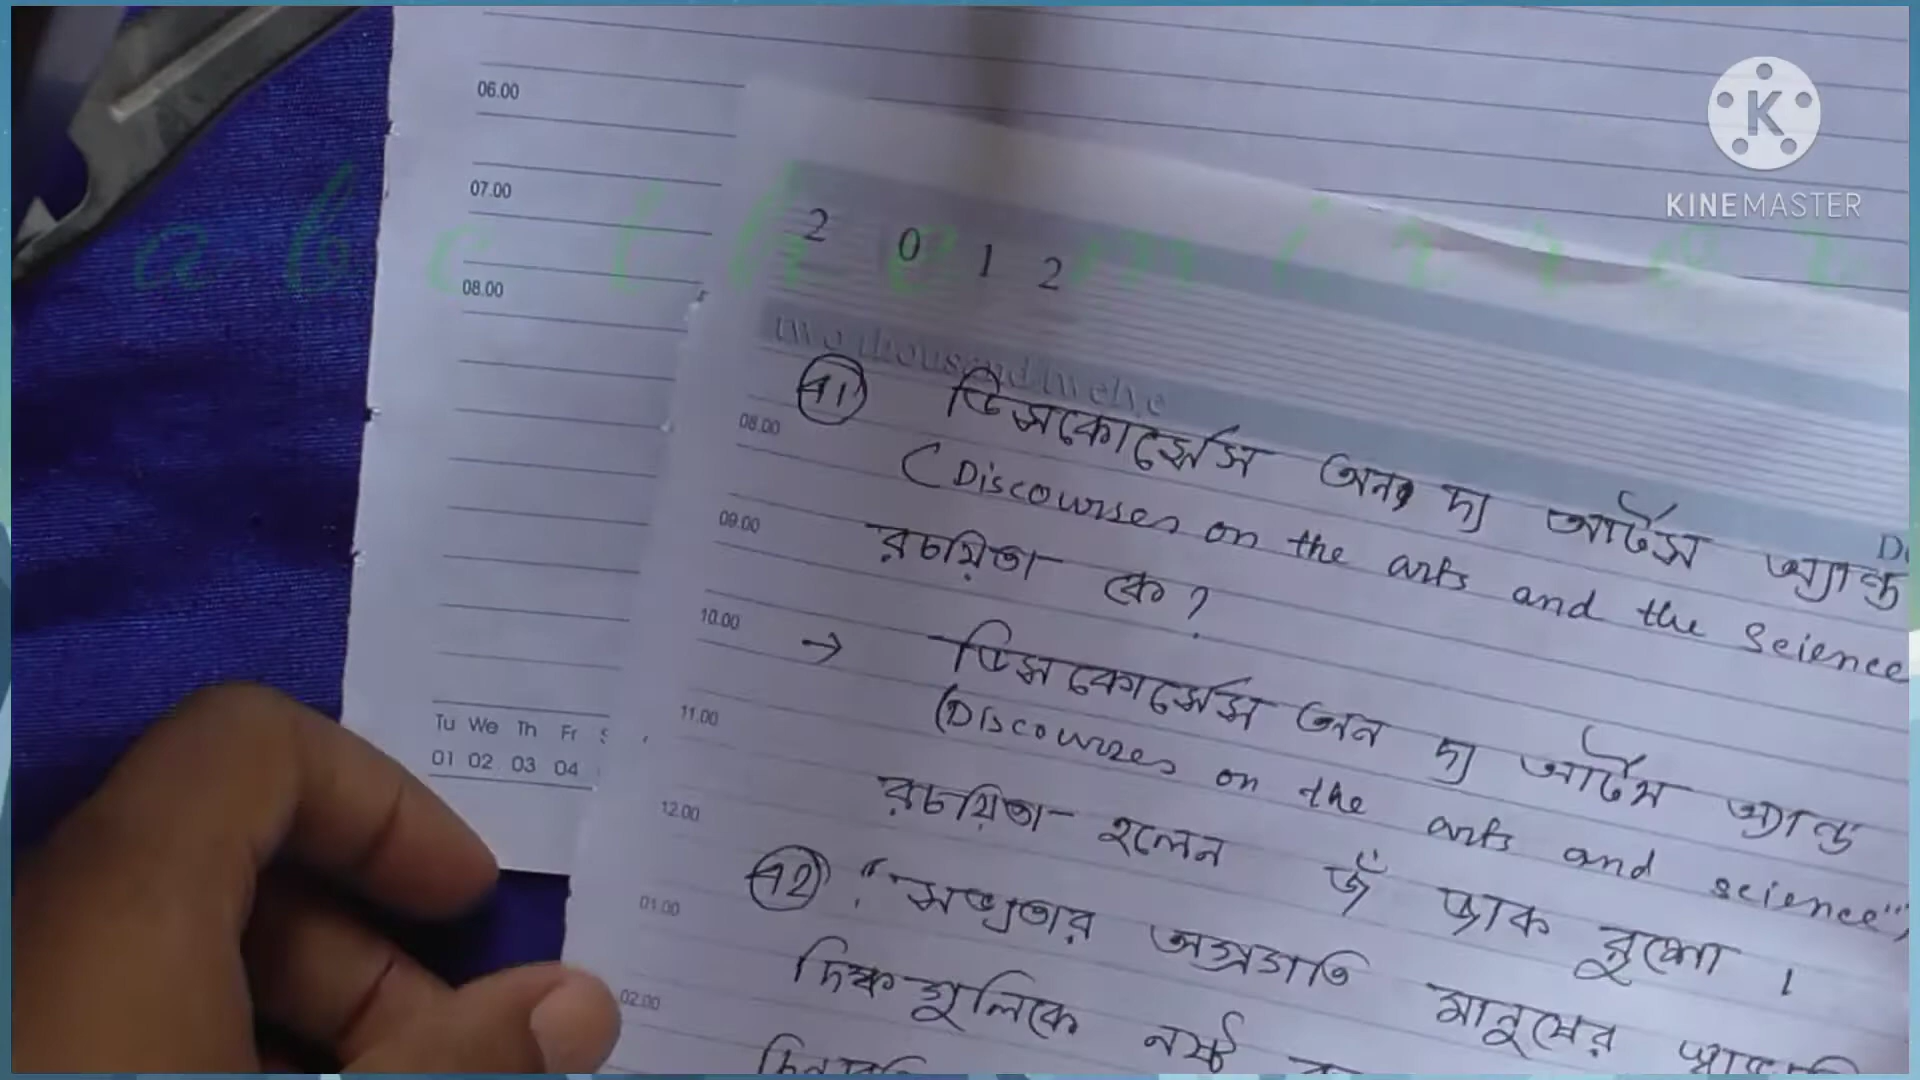 KINEMASTER
06.00
07.00
08.00
2 0 1 2
two thousand twelve
41
ডিসকোর্সেস অন দ্য আর্টস অ্যান্ড
(Discourses on the arts and the Science
08.00
রচয়িতা কে?
09.00
10.00
→ ডিসকোর্সেস অন দ্য আর্টস অ্যান্ড
(Discourses on the arts and science"
11.00
রচয়িতা হলেন জাঁ জ্যাক রুশো ।
12.00
42 "সভ্যতার অগ্রগতি মানুষের
01.00
দিকগুলিকে নষ্ট
02.00
Tu We Th Fr S
01 02 03 04